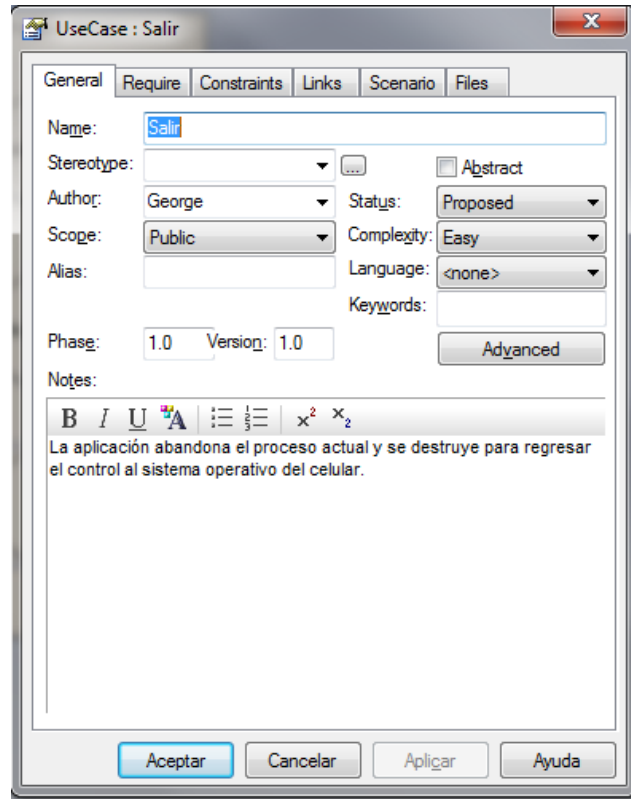 UseCase : Salir
General Require Constraints Links Scenario Files
Name: Salir
Stereotype: ... Abstract
Author: George Status: Proposed
Scope: Public Complexity: Easy
Alias: Language: <none>
Keywords:
Phase: 1.0 Version: 1.0 Advanced
Notes:
B I U A x² x₂
La aplicación abandona el proceso actual y se destruye para regresar
el control al sistema operativo del celular.
Aceptar Cancelar Aplicar Ayuda